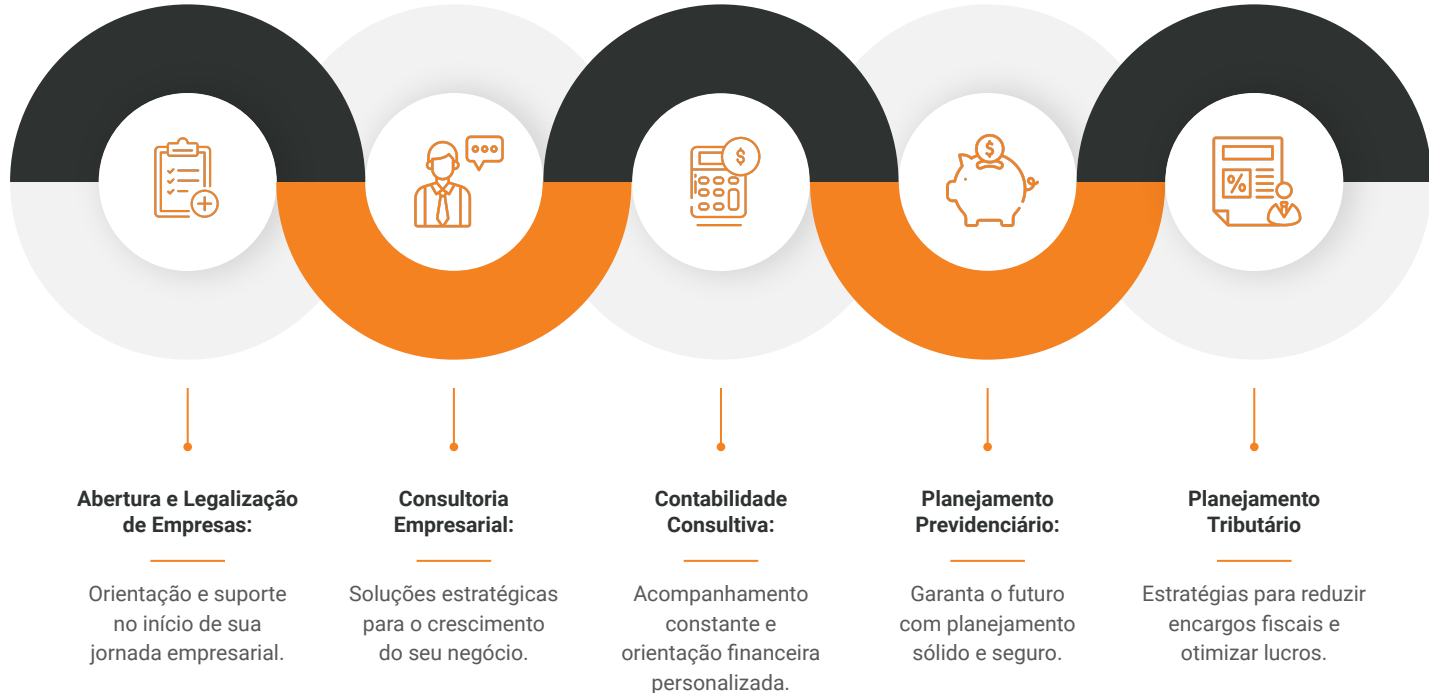 $
$
%
Abertura e Legalização
de Empresas:
Orientação e suporte
no início de sua
jornada empresarial.
Consultoria
Empresarial:
Soluções estratégicas
para o crescimento
do seu negócio.
Contabilidade
Consultiva:
Acompanhamento
constante e
orientação financeira
personalizada.
Planejamento
Previdenciário:
Garanta o futuro
com planejamento
sólido e seguro.
Planejamento
Tributário
Estratégias para reduzir
encargos fiscais e
otimizar lucros.